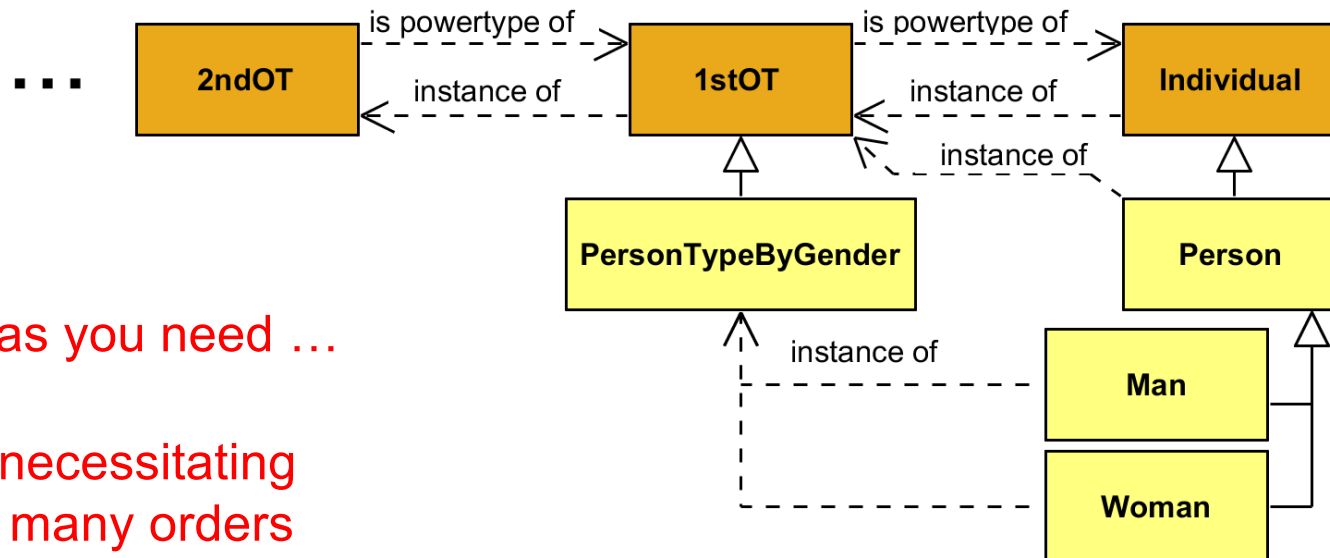 is powertype of
is powertype of
...
2ndOT
1stOT
Individual
instance of
instance of
instance of
PersonTypeByGender
Person
as you need …
instance of
Man
necessitating
many orders
Woman